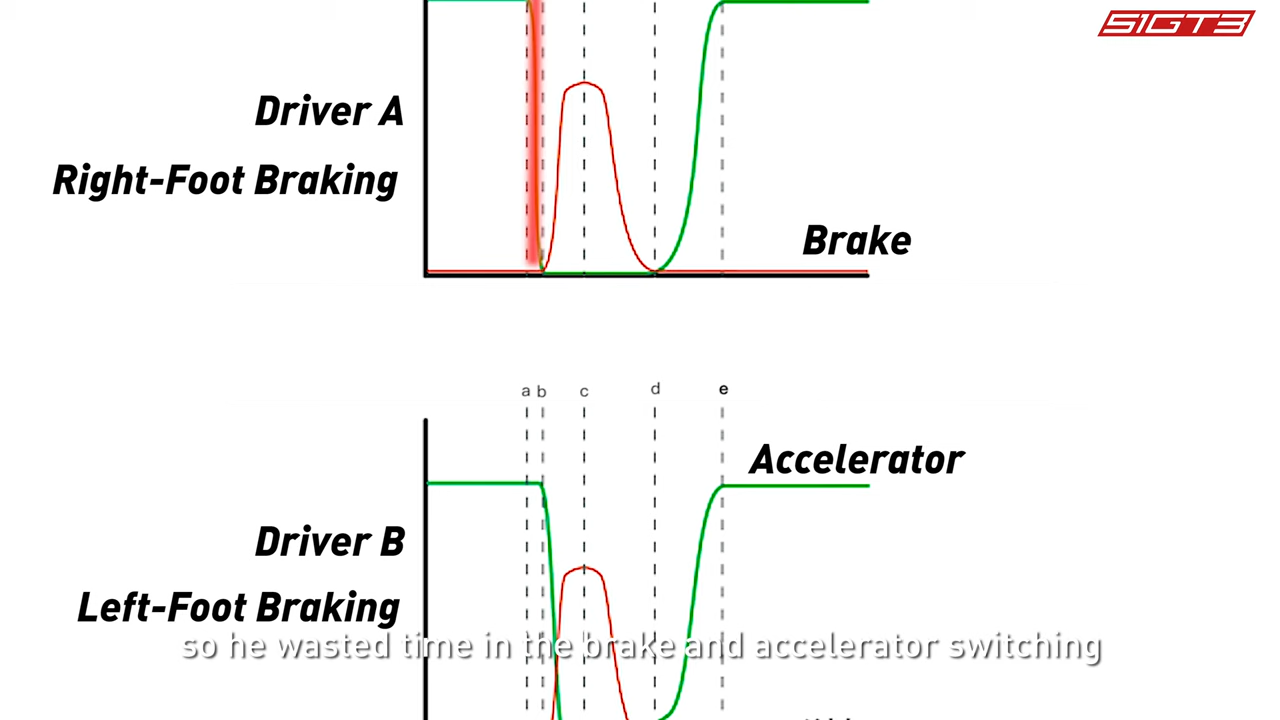 51GT3
Driver A
Right-Foot Braking
Brake
a b c d e
Accelerator
Driver B
Left-Foot Braking
so he wasted time in the brake and accelerator switching